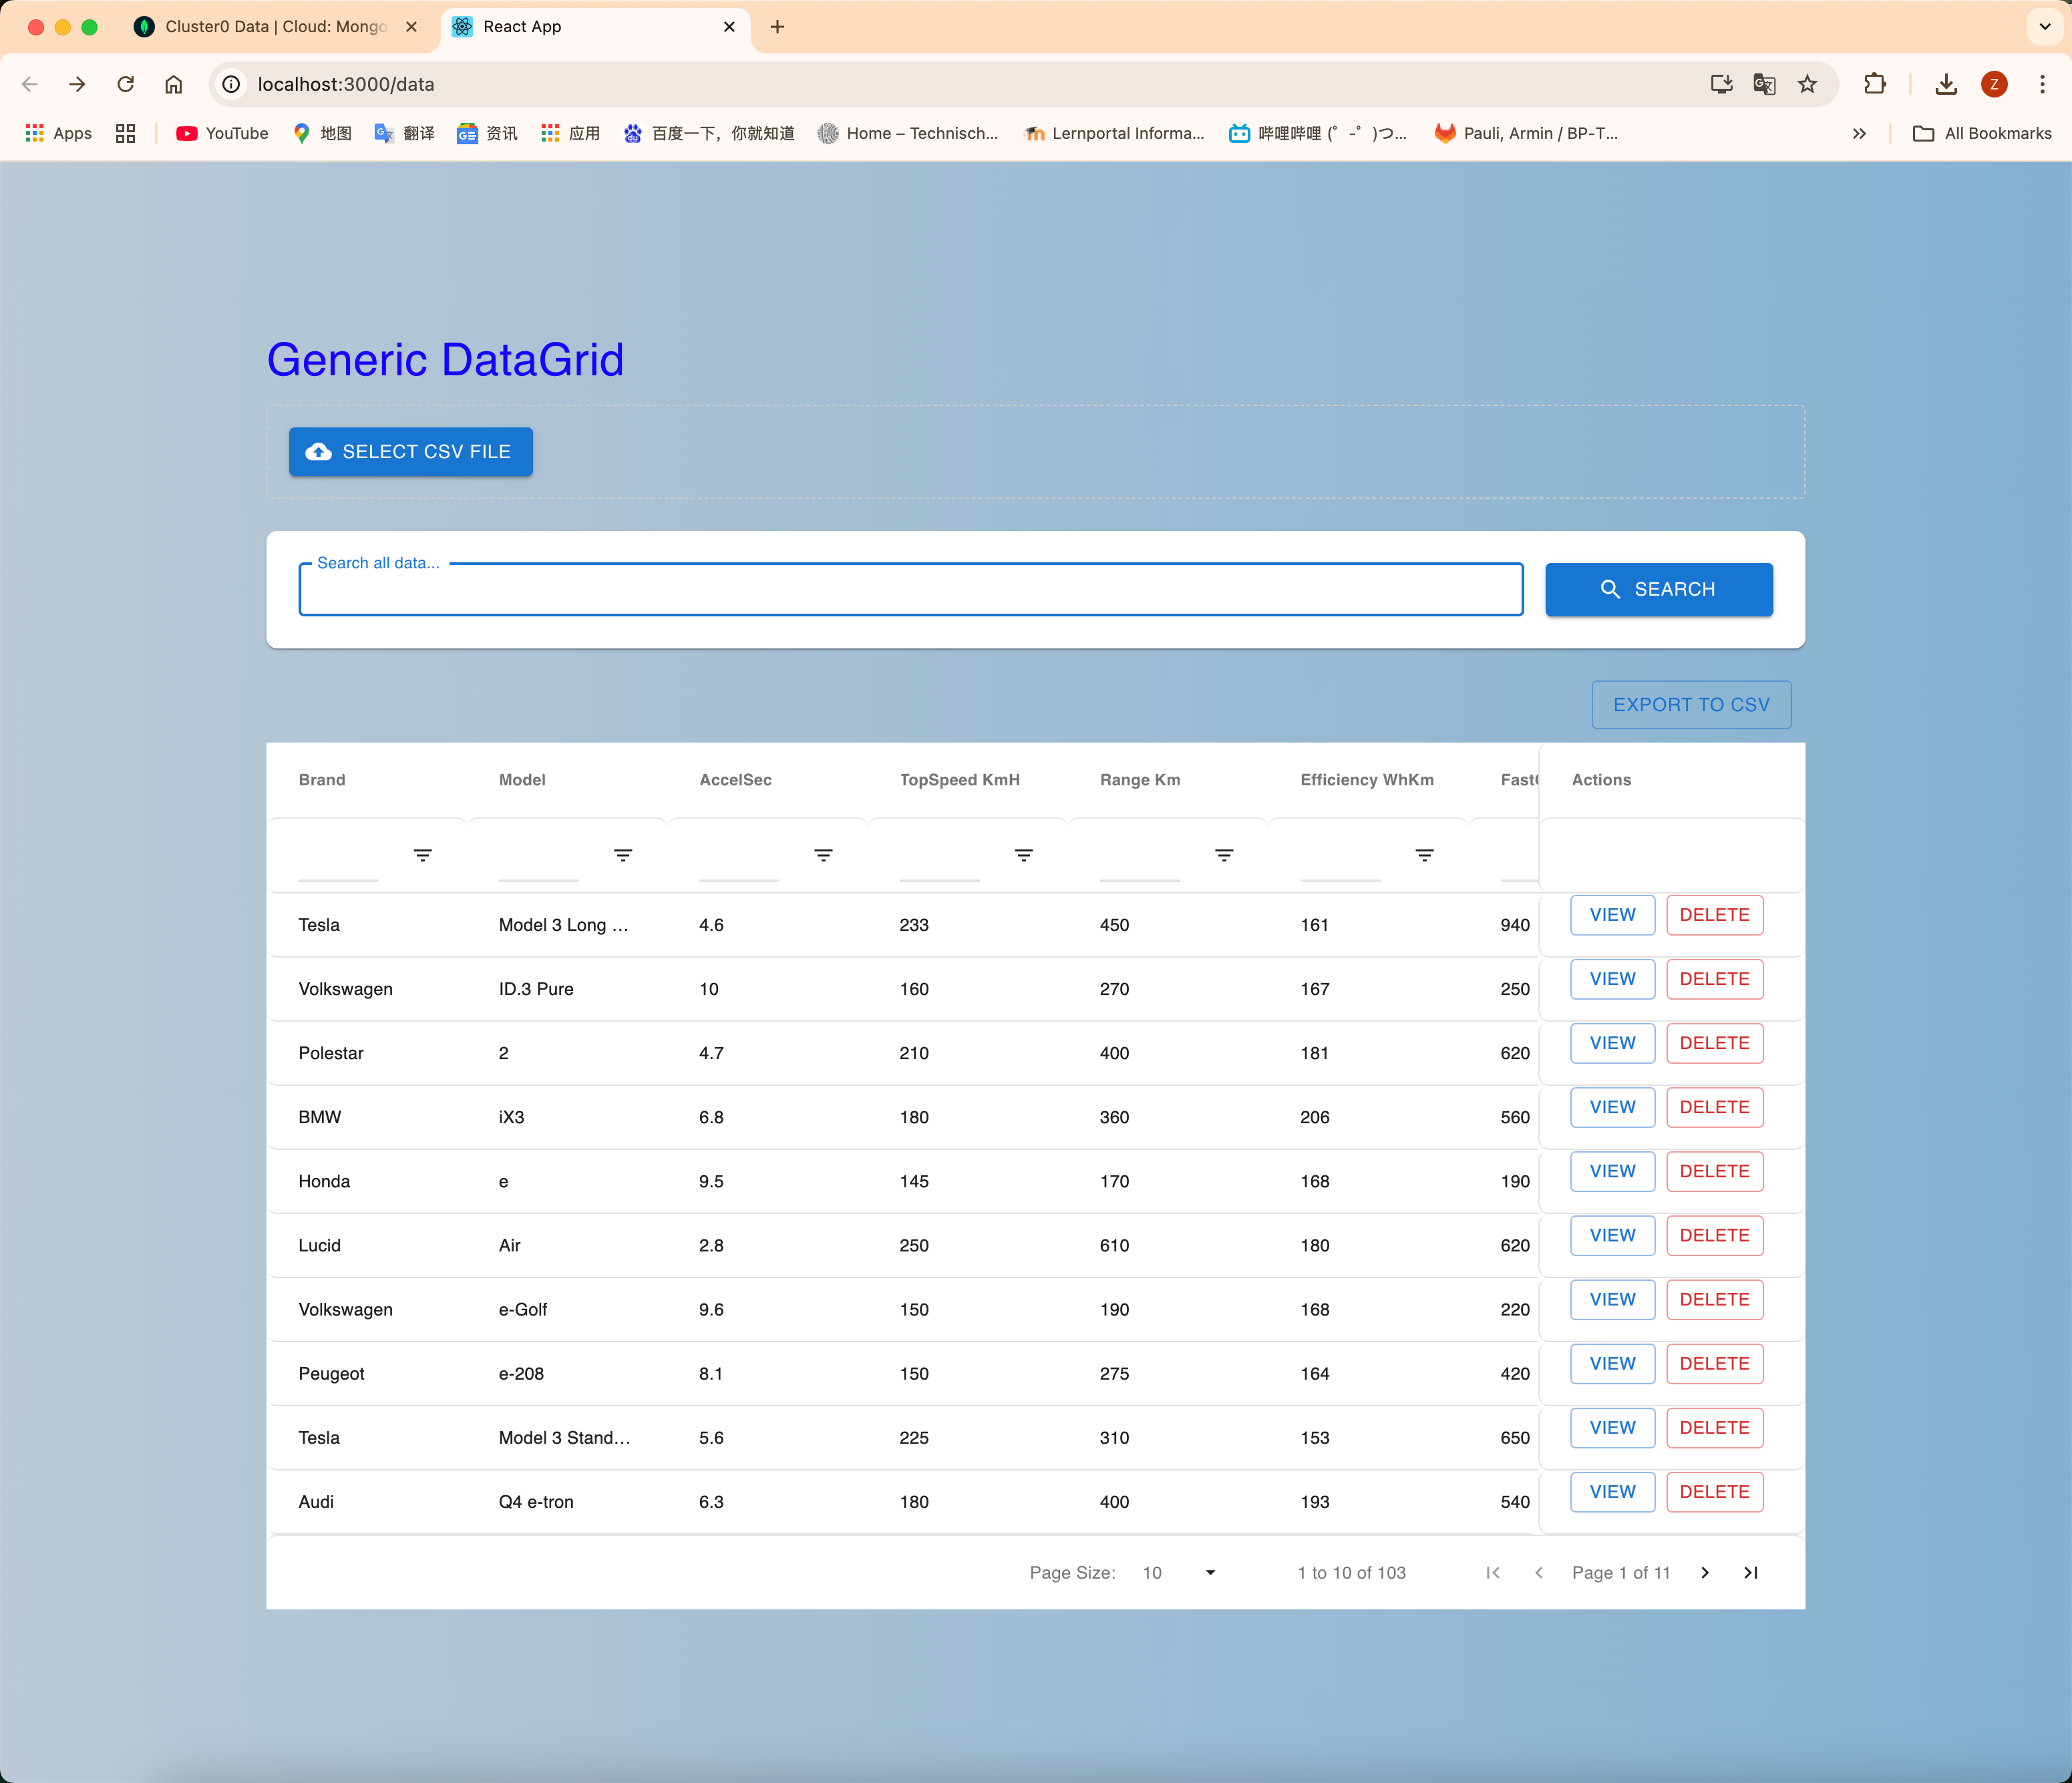 Cluster0 Data | Cloud: Mongo
React App
localhost:3000/data
Z
Apps
YouTube
地图
翻译
资讯
应用
百度一下，你就知道
Home – Technisch...
Lernportal Informa...
哔哩哔哩 (゜-゜)つ...
Pauli, Armin / BP-T...
All Bookmarks
Generic DataGrid
SELECT CSV FILE
Search all data...
SEARCH
EXPORT TO CSV
Brand Model AccelSec TopSpeed KmH Range Km Efficiency WhKm Fast Actions
Tesla Model 3 Long ... 4.6 233 450 161 940 VIEW DELETE
Volkswagen ID.3 Pure 10 160 270 167 250 VIEW DELETE
Polestar 2 4.7 210 400 181 620 VIEW DELETE
BMW iX3 6.8 180 360 206 560 VIEW DELETE
Honda e 9.5 145 170 168 190 VIEW DELETE
Lucid Air 2.8 250 610 180 620 VIEW DELETE
Volkswagen e-Golf 9.6 150 190 168 220 VIEW DELETE
Peugeot e-208 8.1 150 275 164 420 VIEW DELETE
Tesla Model 3 Stand... 5.6 225 310 153 650 VIEW DELETE
Audi Q4 e-tron 6.3 180 400 193 540 VIEW DELETE
Page Size: 10 1 to 10 of 103 Page 1 of 11